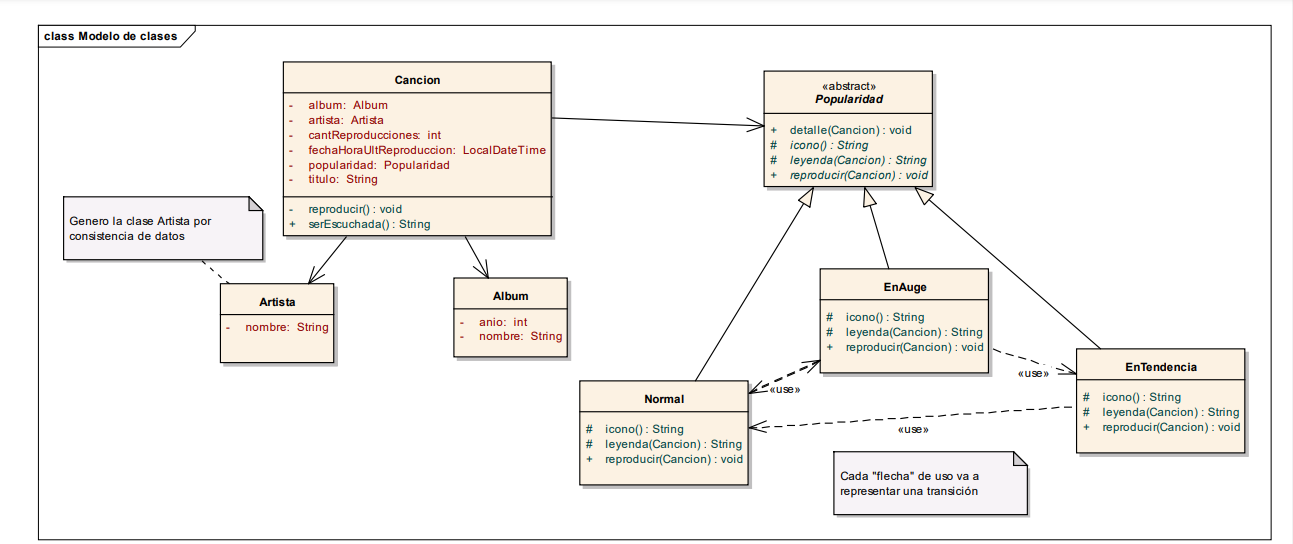 class Modelo de clases
Cancion
- album: Album
- artista: Artista
- cantReproducciones: int
- fechaHoraUltReproduccion: LocalDateTime
- popularidad: Popularidad
- titulo: String
- reproducir() : void
+ serEscuchada() : String
«abstract»
Popularidad
+ detalle(Cancion) : void
# icono() : String
# leyenda(Cancion) : String
+ reproducir(Cancion) : void
Genero la clase Artista por
consistencia de datos
Artista
- nombre: String
Album
- anio: int
- nombre: String
EnAuge
# icono() : String
# leyenda(Cancion) : String
+ reproducir(Cancion) : void
EnTendencia
# icono() : String
# leyenda(Cancion) : String
+ reproducir(Cancion) : void
Normal
# icono() : String
# leyenda(Cancion) : String
+ reproducir(Cancion) : void
«use»
«use»
«use»
Cada "flecha" de uso va a
representar una transición